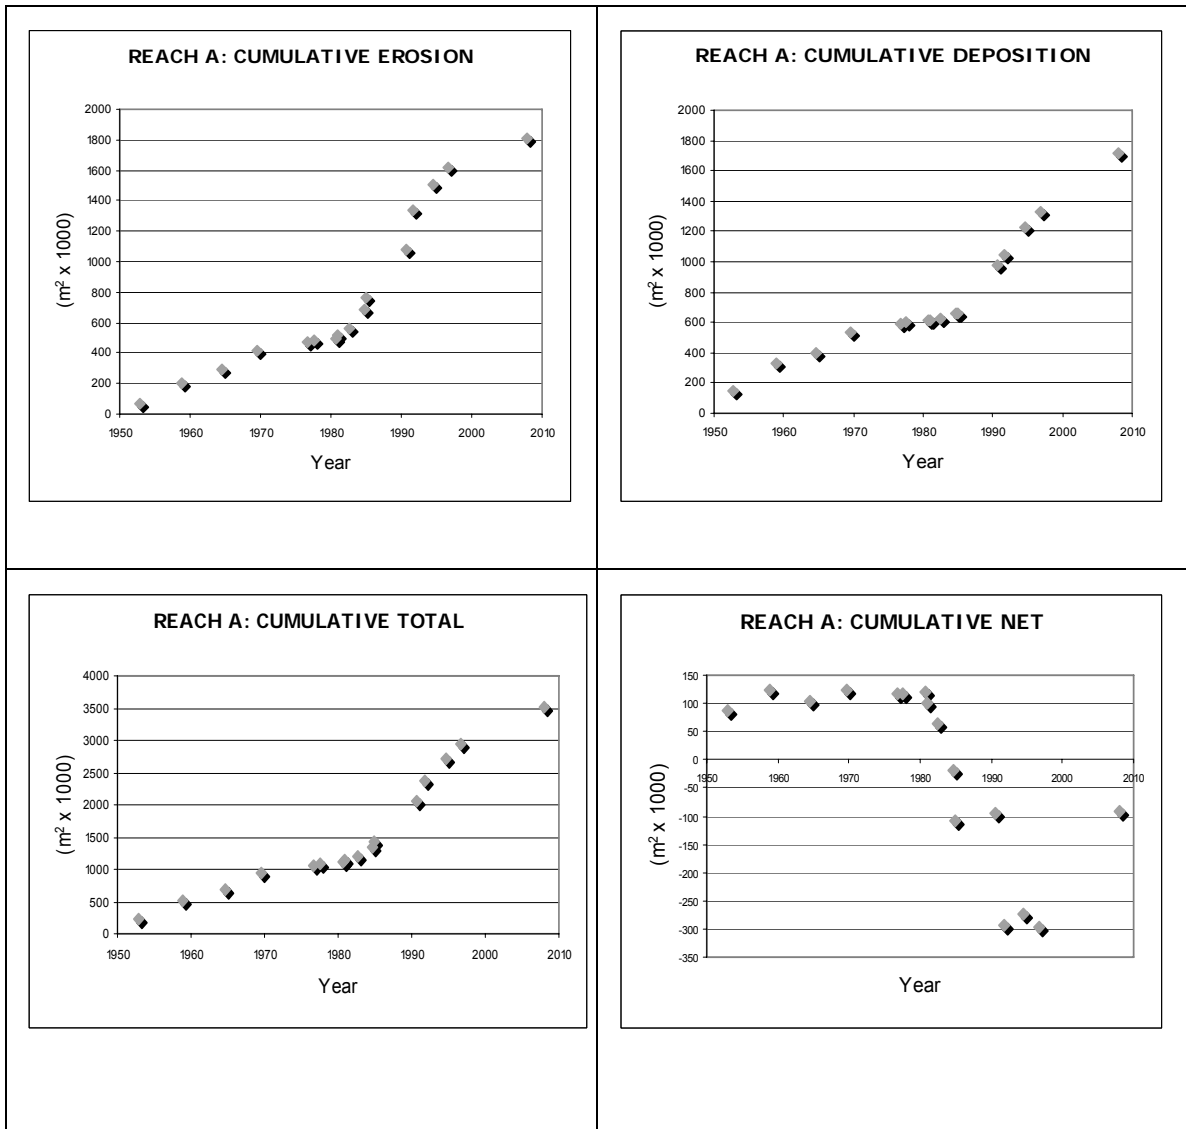 REACH A: CUMULATIVE EROSION
2000
1800
1600
1400
1200
1000
800
600
400
200
0
(m² x 1000)
1950 1960 1970 1980 1990 2000 2010
Year
REACH A: CUMULATIVE DEPOSITION
2000
1800
1600
1400
1200
1000
800
600
400
200
0
(m² x 1000)
1950 1960 1970 1980 1990 2000 2010
Year
REACH A: CUMULATIVE TOTAL
4000
3500
3000
2500
2000
1500
1000
500
0
(m² x 1000)
1950 1960 1970 1980 1990 2000 2010
Year
REACH A: CUMULATIVE NET
150
100
50
0
1950 1960 1970 1980 1990 2000 2010
-50
-100
-150
-200
-250
-300
-350
(m² x 1000)
Year